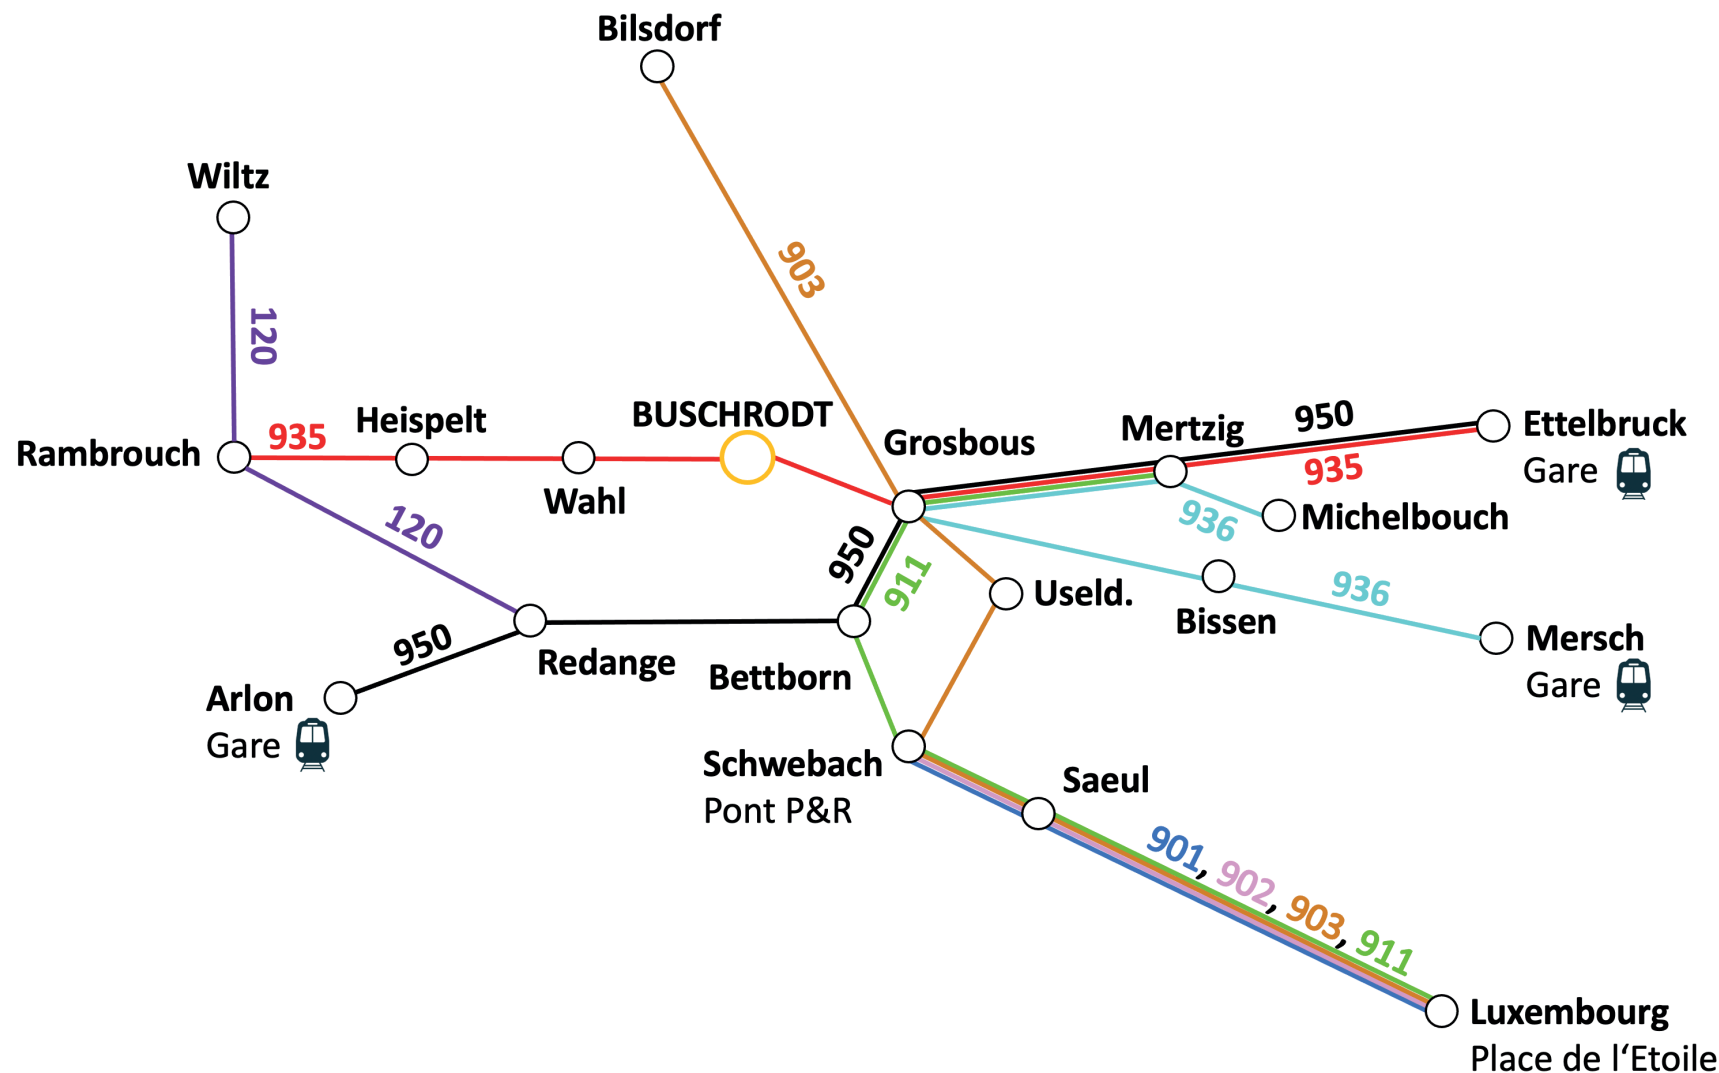 Bilsdorf
Wiltz
903
120
Heispelt
BUSCHRODT
Rambrouch
935
Grosbous
Mertzig
950
Ettelbruck
Gare
935
Wahl
Michelbouch
936
120
950
911
Useld.
936
Bissen
Mersch
Gare
950
Redange
Bettborn
Arlon
Gare
Schwebach
Pont P&R
Saeul
901, 902, 903, 911
Luxembourg
Place de l‘Etoile